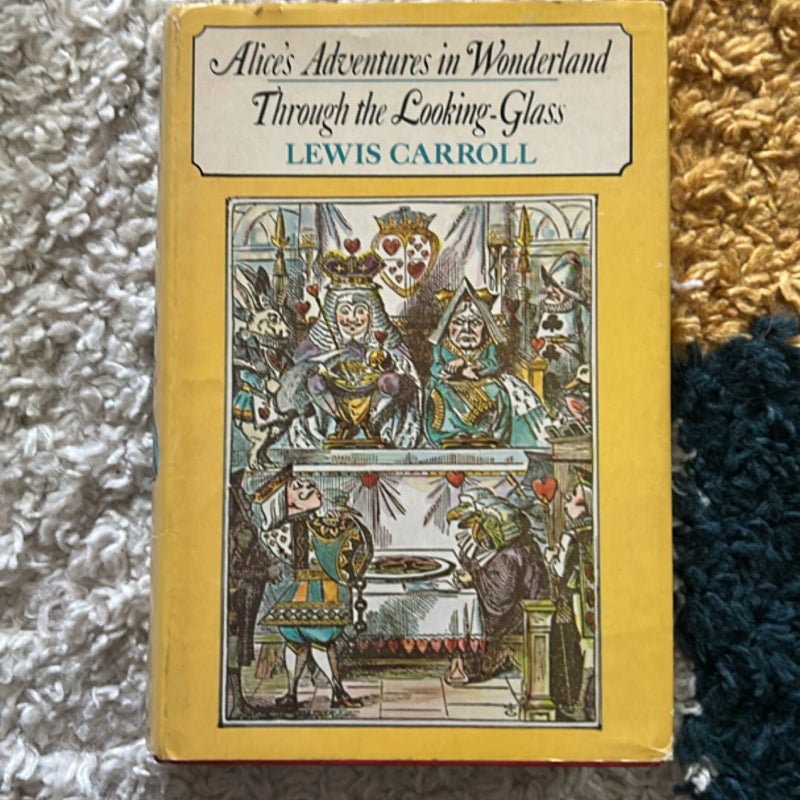 Alice's Adventures in Wonderland
Through the Looking-Glass
LEWIS CARROLL